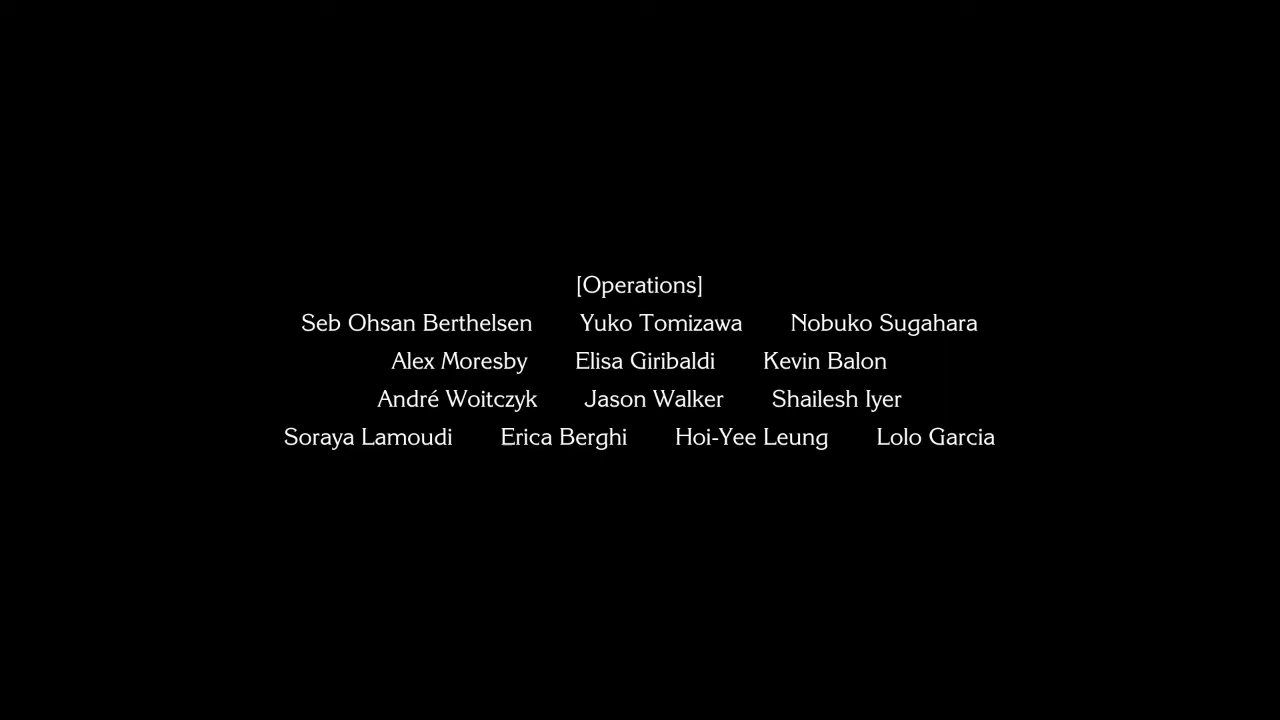 [Operations]
Seb Ohsan Berthelsen Yuko Tomizawa Nobuko Sugahara
Alex Moresby Elisa Giribaldi Kevin Balon
André Woitczyk Jason Walker Shailesh Iyer
Soraya Lamoudi Erica Berghi Hoi-Yee Leung Lolo Garcia